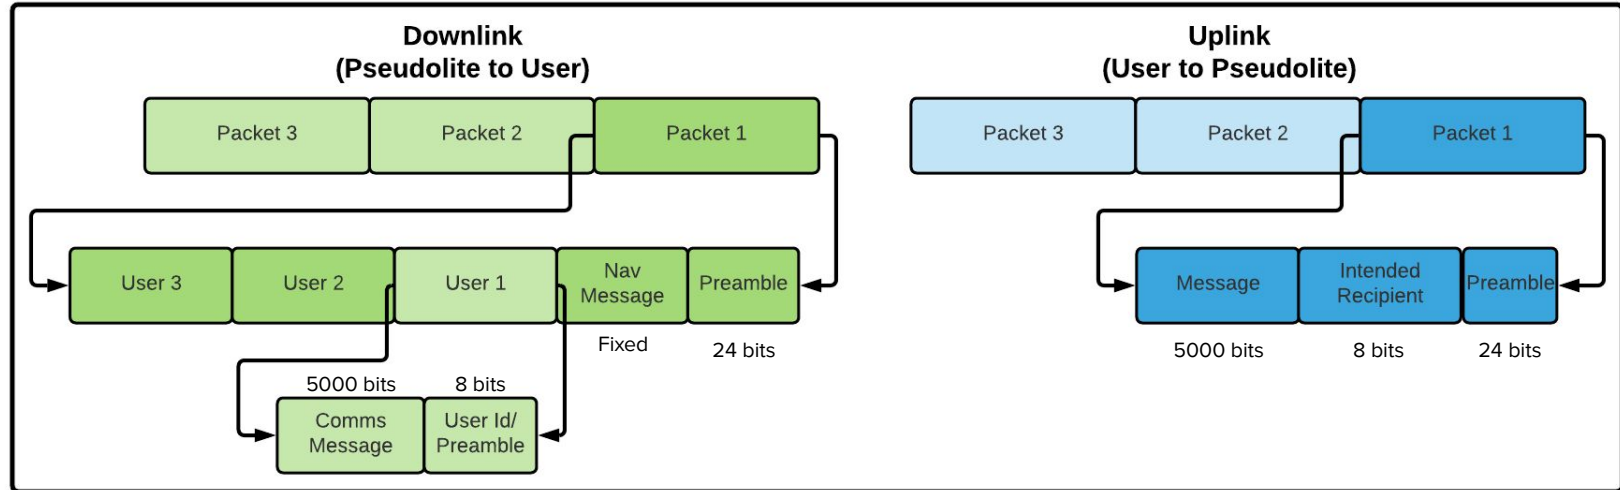 Downlink
(Pseudolite to User)
Packet 3
Packet 2
Packet 1
User 3
User 2
User 1
Nav
Message
Preamble
Fixed
24 bits
5000 bits
8 bits
Comms
Message
User Id/
Preamble
Uplink
(User to Pseudolite)
Packet 3
Packet 2
Packet 1
Message
Intended
Recipient
Preamble
5000 bits
8 bits
24 bits